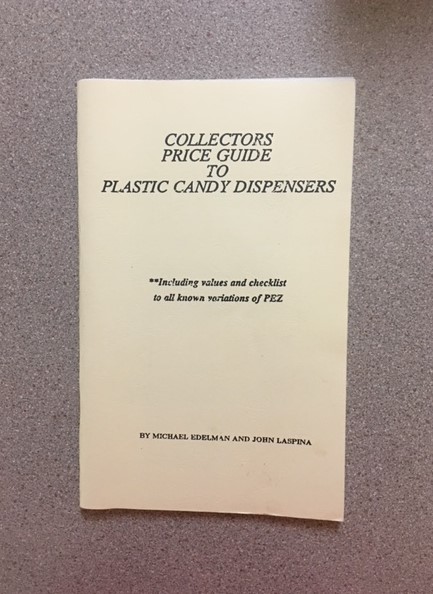 COLLECTORS
PRICE GUIDE
TO
PLASTIC CANDY DISPENSERS
**Including values and checklist
to all known variations of PEZ
BY MICHAEL EDELMAN AND JOHN LASPINA